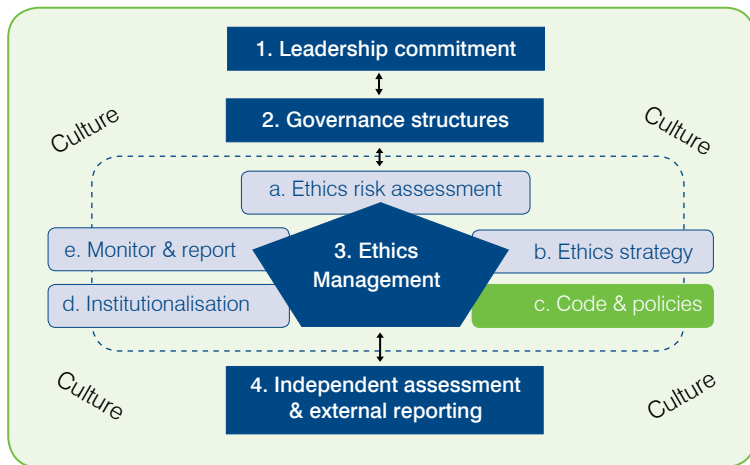 1. Leadership commitment
2. Governance structures
Culture
Culture
a. Ethics risk assessment
e. Monitor & report
3. Ethics
Management
b. Ethics strategy
d. Institutionalisation
c. Code & policies
4. Independent assessment
& external reporting
Culture
Culture